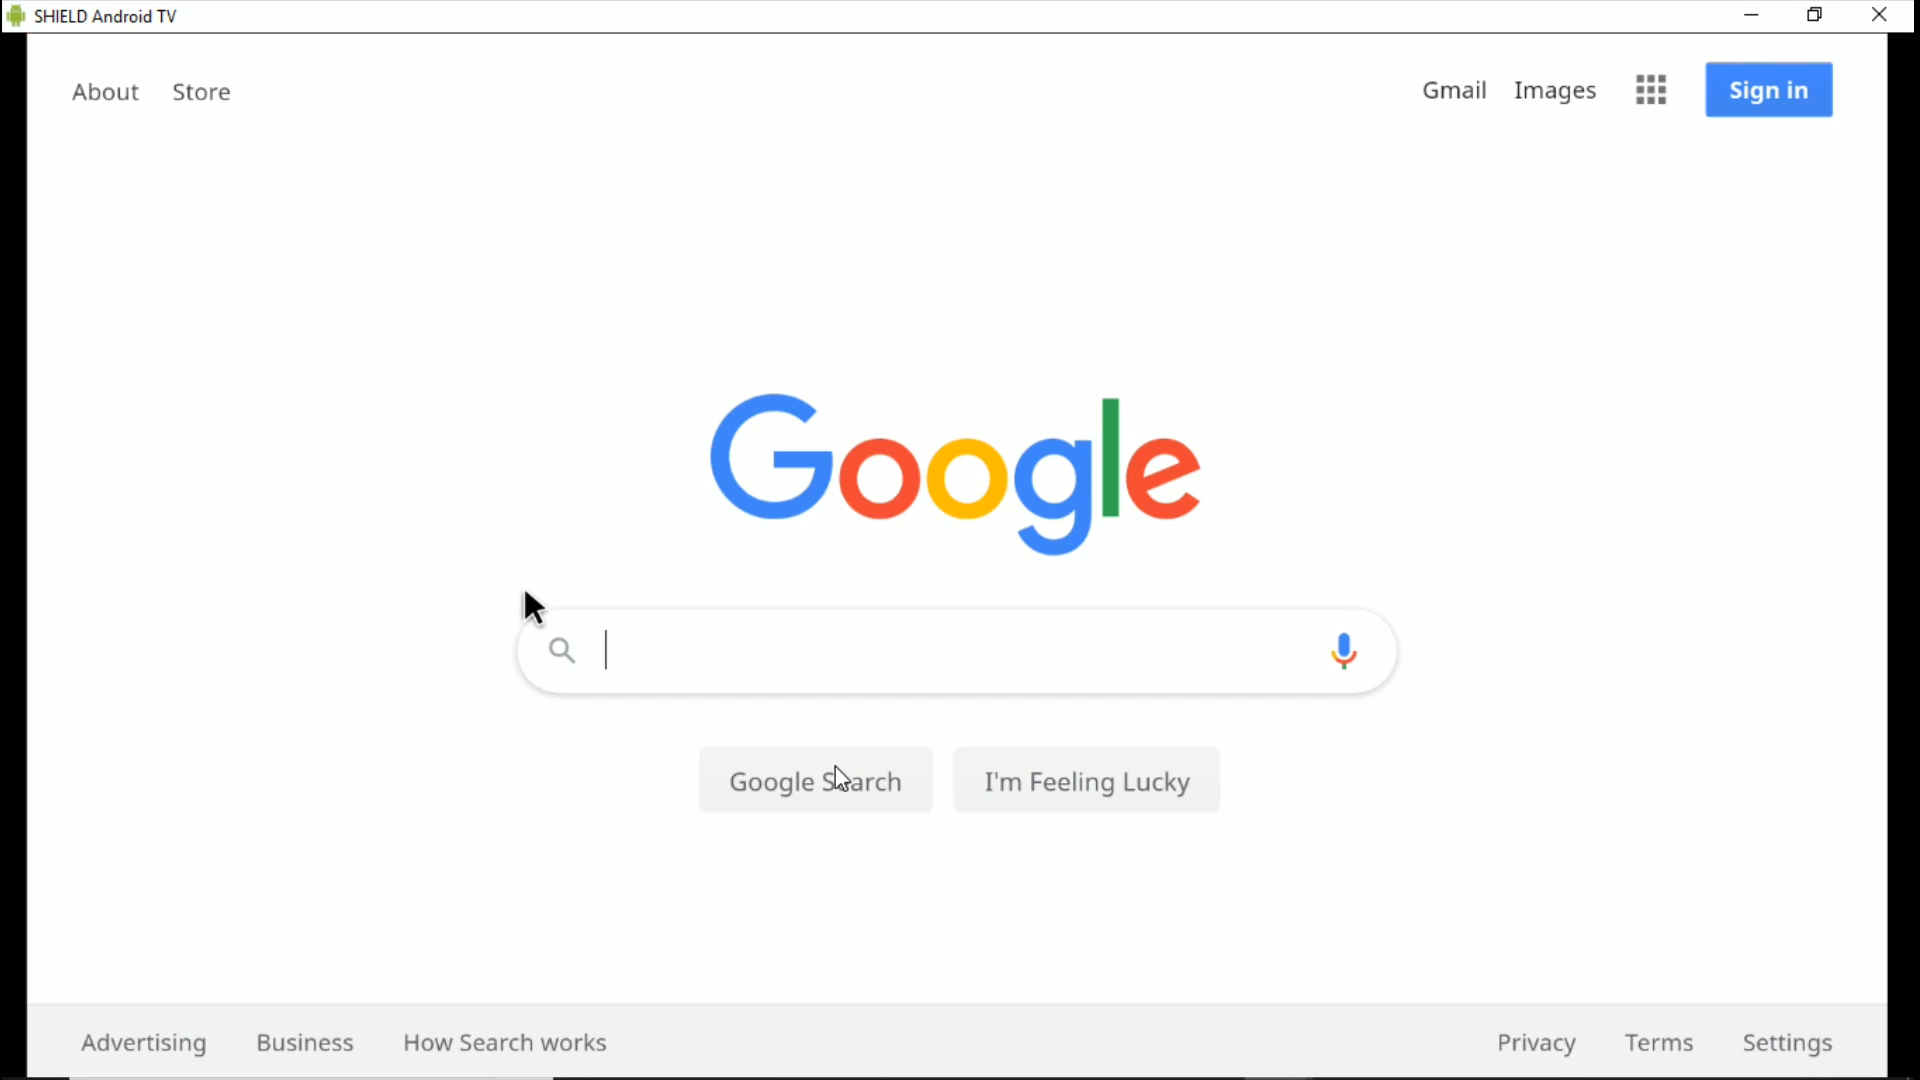 SHIELD Android TV
About Store Gmail Images Sign in
Google
Google Search I'm Feeling Lucky
Advertising Business How Search works Privacy Terms Settings